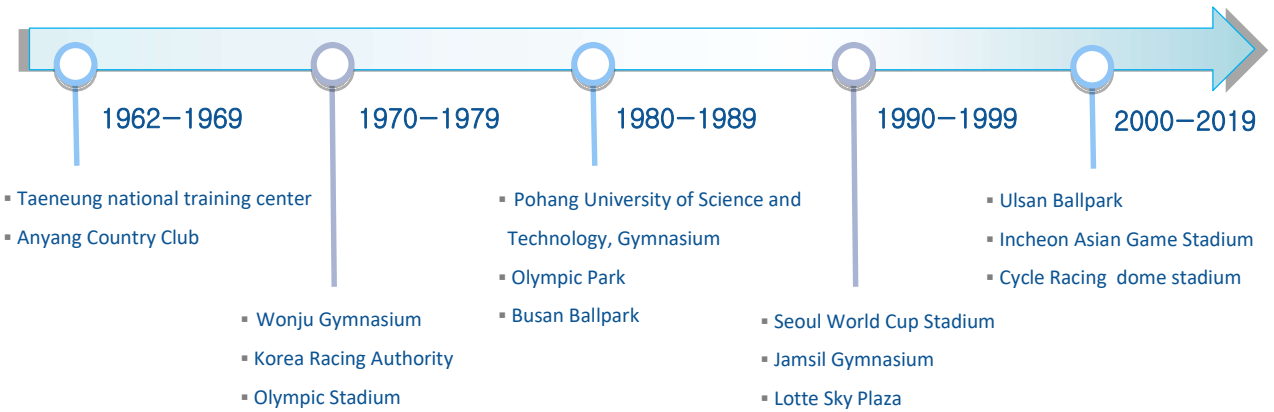 1962−1969
▪ Taeneung national training center
▪ Anyang Country Club
1970−1979
▪ Wonju Gymnasium
▪ Korea Racing Authority
▪ Olympic Stadium
1980−1989
▪ Pohang University of Science and
Technology, Gymnasium
▪ Olympic Park
▪ Busan Ballpark
1990−1999
▪ Seoul World Cup Stadium
▪ Jamsil Gymnasium
▪ Lotte Sky Plaza
2000−2019
▪ Ulsan Ballpark
▪ Incheon Asian Game Stadium
▪ Cycle Racing dome stadium